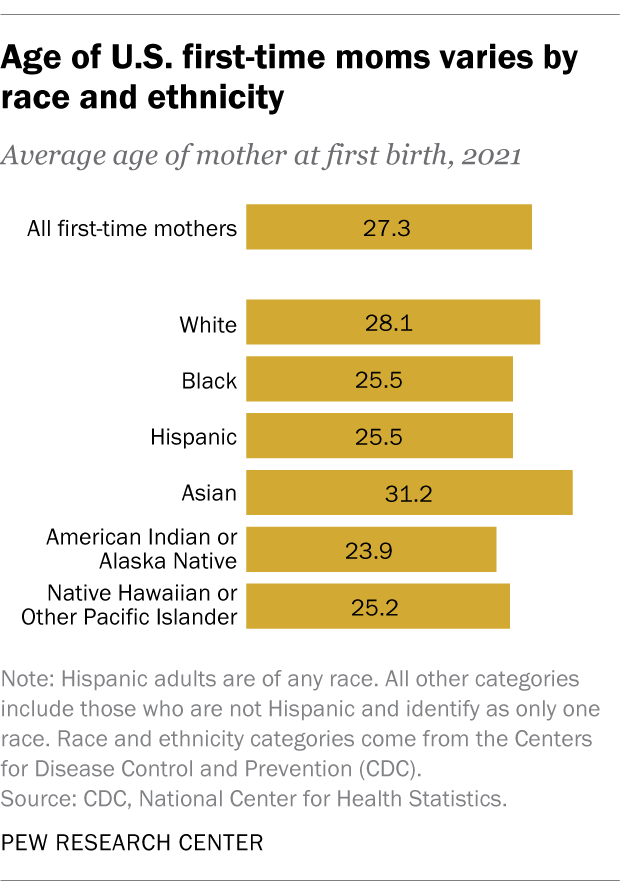 Age of U.S. first-time moms varies by
race and ethnicity
Average age of mother at first birth, 2021
All first-time mothers 27.3
White 28.1
Black 25.5
Hispanic 25.5
Asian 31.2
American Indian or
Alaska Native 23.9
Native Hawaiian or
Other Pacific Islander 25.2
Note: Hispanic adults are of any race. All other categories
include those who are not Hispanic and identify as only one
race. Race and ethnicity categories come from the Centers
for Disease Control and Prevention (CDC).
Source: CDC, National Center for Health Statistics.
PEW RESEARCH CENTER